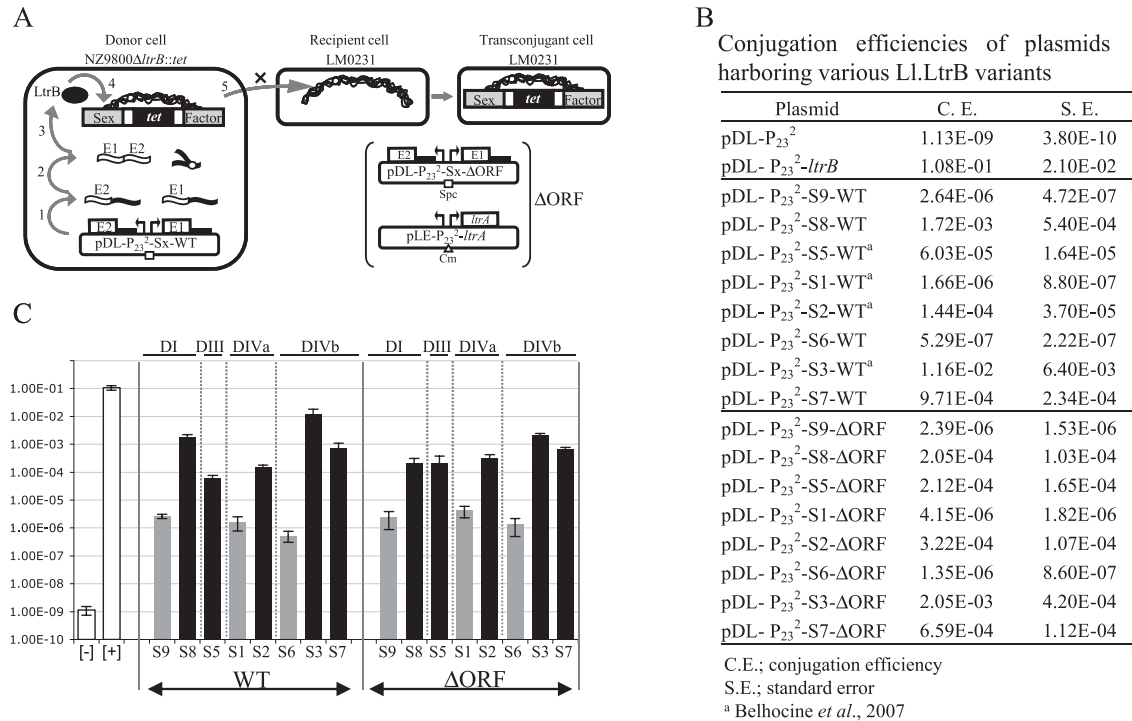 A
Donor cell
NZ9800ΔltrB::tet
Recipient cell
LM0231
Transconjugant cell
LM0231
LtrB
4
5
×
Sex
tet
Factor
Sex
tet
Factor
3
E1 E2
2
E2
E1
1
E2
E1
pDL-P₂₃²-Sx-WT
E2
E1
pDL-P₂₃²-Sx-ΔORF
Spc
ltrA
pLE-P₂₃²-ltrA
Cm
ΔORF
B
Conjugation efficiencies of plasmids
harboring various Ll.LtrB variants
Plasmid C. E. S. E.
pDL-P₂₃² 1.13E-09 3.80E-10
pDL- P₂₃²-ltrB 1.08E-01 2.10E-02
pDL- P₂₃²-S9-WT 2.64E-06 4.72E-07
pDL- P₂₃²-S8-WT 1.72E-03 5.40E-04
pDL- P₂₃²-S5-WTᵃ 6.03E-05 1.64E-05
pDL- P₂₃²-S1-WTᵃ 1.66E-06 8.80E-07
pDL- P₂₃²-S2-WTᵃ 1.44E-04 3.70E-05
pDL- P₂₃²-S6-WT 5.29E-07 2.22E-07
pDL- P₂₃²-S3-WTᵃ 1.16E-02 6.40E-03
pDL- P₂₃²-S7-WT 9.71E-04 2.34E-04
pDL- P₂₃²-S9-ΔORF 2.39E-06 1.53E-06
pDL- P₂₃²-S8-ΔORF 2.05E-04 1.03E-04
pDL- P₂₃²-S5-ΔORF 2.12E-04 1.65E-04
pDL- P₂₃²-S1-ΔORF 4.15E-06 1.82E-06
pDL- P₂₃²-S2-ΔORF 3.22E-04 1.07E-04
pDL- P₂₃²-S6-ΔORF 1.35E-06 8.60E-07
pDL- P₂₃²-S3-ΔORF 2.05E-03 4.20E-04
pDL- P₂₃²-S7-ΔORF 6.59E-04 1.12E-04
C.E.; conjugation efficiency
S.E.; standard error
ᵃ Belhocine et al., 2007
C
DI DIII DIVa DIVb DI DIII DIVa DIVb
1.00E-01
1.00E-02
1.00E-03
1.00E-04
1.00E-05
1.00E-06
1.00E-07
1.00E-08
1.00E-09
1.00E-10
[-] [+] S9 S8 S5 S1 S2 S6 S3 S7 S9 S8 S5 S1 S2 S6 S3 S7
WT ΔORF